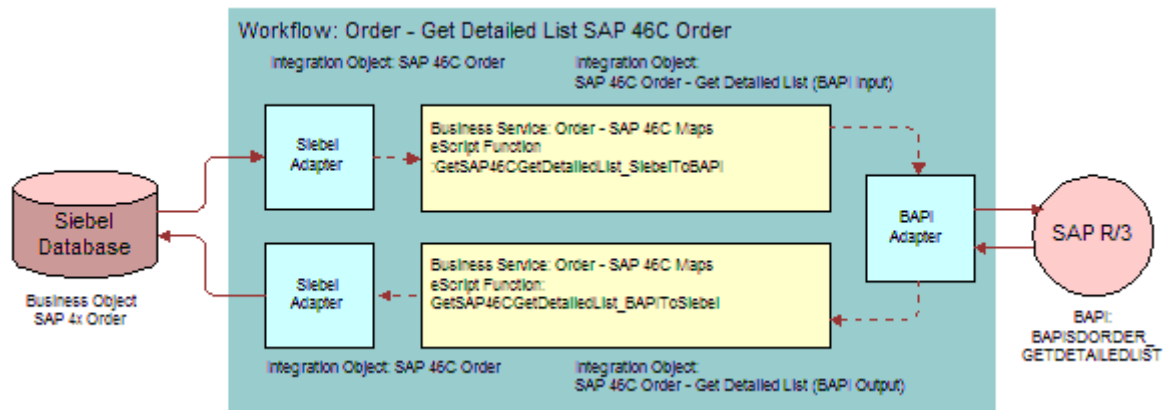 Workflow: Order - Get Detailed List SAP 46C Order
Integration Object: SAP 46C Order
Integration Object:
SAP 46C Order - Get Detailed List (BAPI Input)
Siebel
Adapter
Business Service: Order - SAP 46C Maps
eScript Function
:GetSAP46CGetDetailedList_SiebelToBAPI
Siebel
Database
Business Object
SAP 4x Order
BAPI
Adapter
SAP R/3
BAPI:
BAPISDORDER_
GETDETAILEDLIST
Siebel
Adapter
Business Service: Order - SAP 46C Maps
eScript Function:
GetSAP46CGetDetailedList_BAPIToSiebel
Integration Object: SAP 46C Order
Integration Object:
SAP 46C Order - Get Detailed List (BAPI Output)